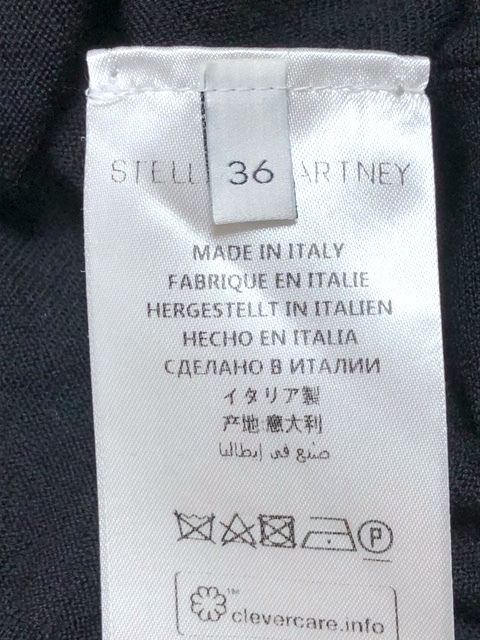 STELL ARTNEY
36
MADE IN ITALY
FABRIQUE EN ITALIE
HERGESTELLT IN ITALIEN
HECHO EN ITALIA
СДЕЛАНО В ИТАЛИИ
イタリア製
产地:意大利
صنع في إيطاليا
P
™
clevercare.info